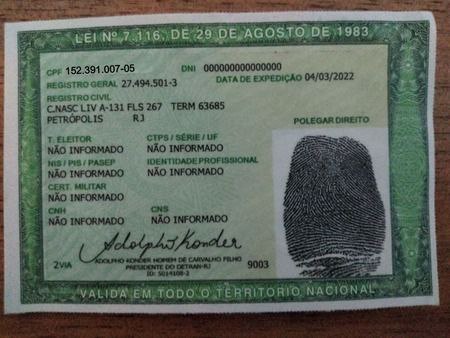 LEI Nº 7.116, DE 29 DE AGOSTO DE 1983
CPF 152.391.007-05 DNI 000000000000000
REGISTRO GERAL 27.494.501-3 DATA DE EXPEDIÇÃO 04/03/2022
REGISTRO CIVIL
C.NASC LIV A-131 FLS 267 TERM 63685
PETRÓPOLIS RJ
POLEGAR DIREITO
T. ELEITOR CTPS / SÉRIE / UF
NÃO INFORMADO NÃO INFORMADO
NIS / PIS / PASEP IDENTIDADE PROFISSIONAL
NÃO INFORMADO NÃO INFORMADO
CERT. MILITAR
NÃO INFORMADO
CNH CNS
NÃO INFORMADO NÃO INFORMADO
Adolpho Konder
2VIA ADOLPHO KONDER HOMEM DE CARVALHO FILHO 9003
PRESIDENTE DO DETRAN-RJ
ID: 5014108-2
VÁLIDA EM TODO O TERRITÓRIO NACIONAL